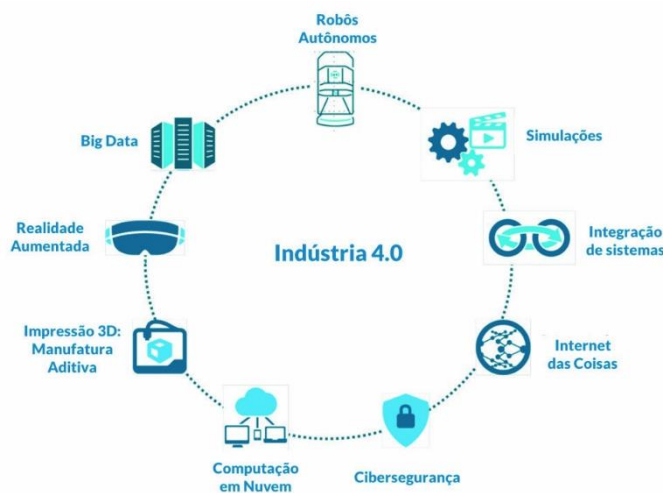 Robôs
Autônomos
Simulações
Integração
de sistemas
Internet
das Coisas
Cibersegurança
Computação
em Nuvem
Impressão 3D:
Manufatura
Aditiva
Realidade
Aumentada
Big Data
Indústria 4.0